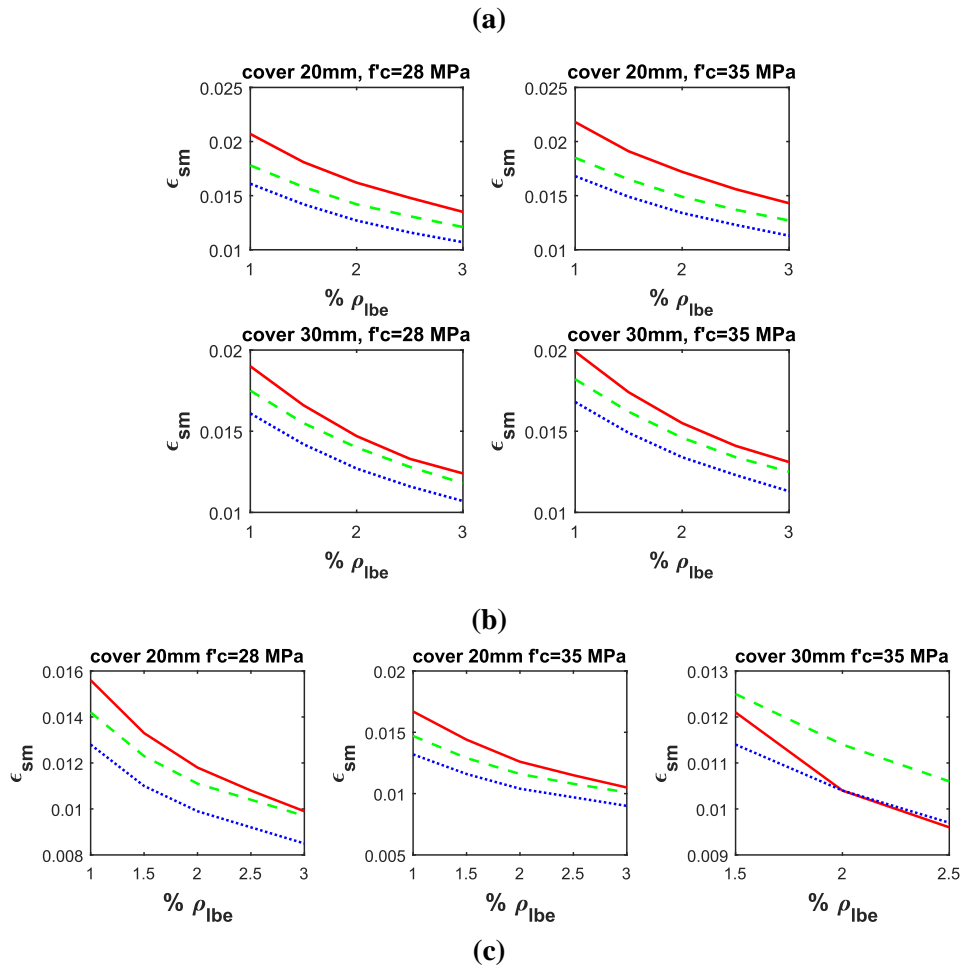 (a)
cover 20mm, f'c=28 MPa
0.025
0.02
0.015
0.01
ϵsm
1 2 3
% ρlbe
cover 20mm, f'c=35 MPa
0.025
0.02
0.015
0.01
ϵsm
1 2 3
% ρlbe
cover 30mm, f'c=28 MPa
0.02
0.015
0.01
ϵsm
1 2 3
% ρlbe
cover 30mm, f'c=35 MPa
0.02
0.015
0.01
ϵsm
1 2 3
% ρlbe
(b)
cover 20mm f'c=28 MPa
0.016
0.014
0.012
0.01
0.008
ϵsm
1 1.5 2 2.5 3
% ρlbe
cover 20mm f'c=35 MPa
0.02
0.015
0.01
0.005
ϵsm
1 1.5 2 2.5 3
% ρlbe
cover 30mm f'c=35 MPa
0.013
0.012
0.011
0.01
0.009
ϵsm
1.5 2 2.5
% ρlbe
(c)